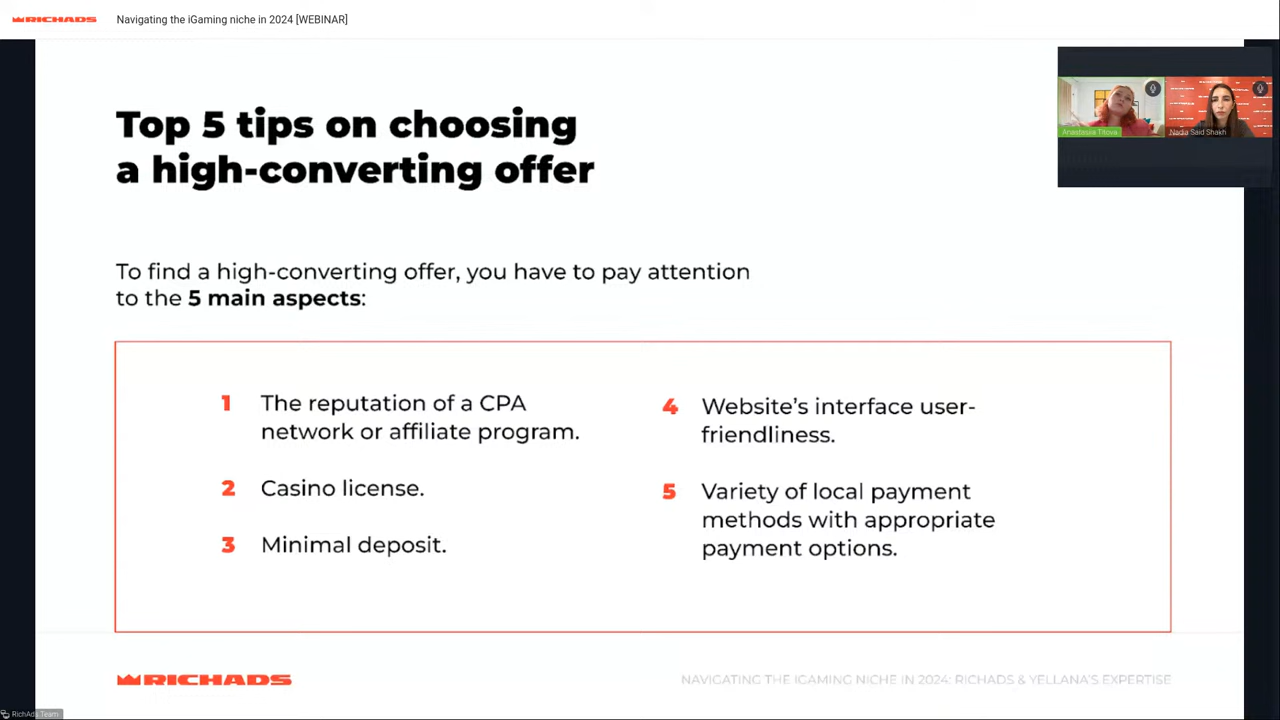 RICHADS
Navigating the iGaming niche in 2024 [WEBINAR]
Top 5 tips on choosing
a high-converting offer
Anastasiia Titova
Nadia Said Shakh
To find a high-converting offer, you have to pay attention
to the 5 main aspects:
1 The reputation of a CPA
network or affiliate program.
2 Casino license.
3 Minimal deposit.
4 Website's interface user-
friendliness.
5 Variety of local payment
methods with appropriate
payment options.
RICHADS
NAVIGATING THE IGAMING NICHE IN 2024: RICHADS & YELLANA'S EXPERTISE
RichAds Team